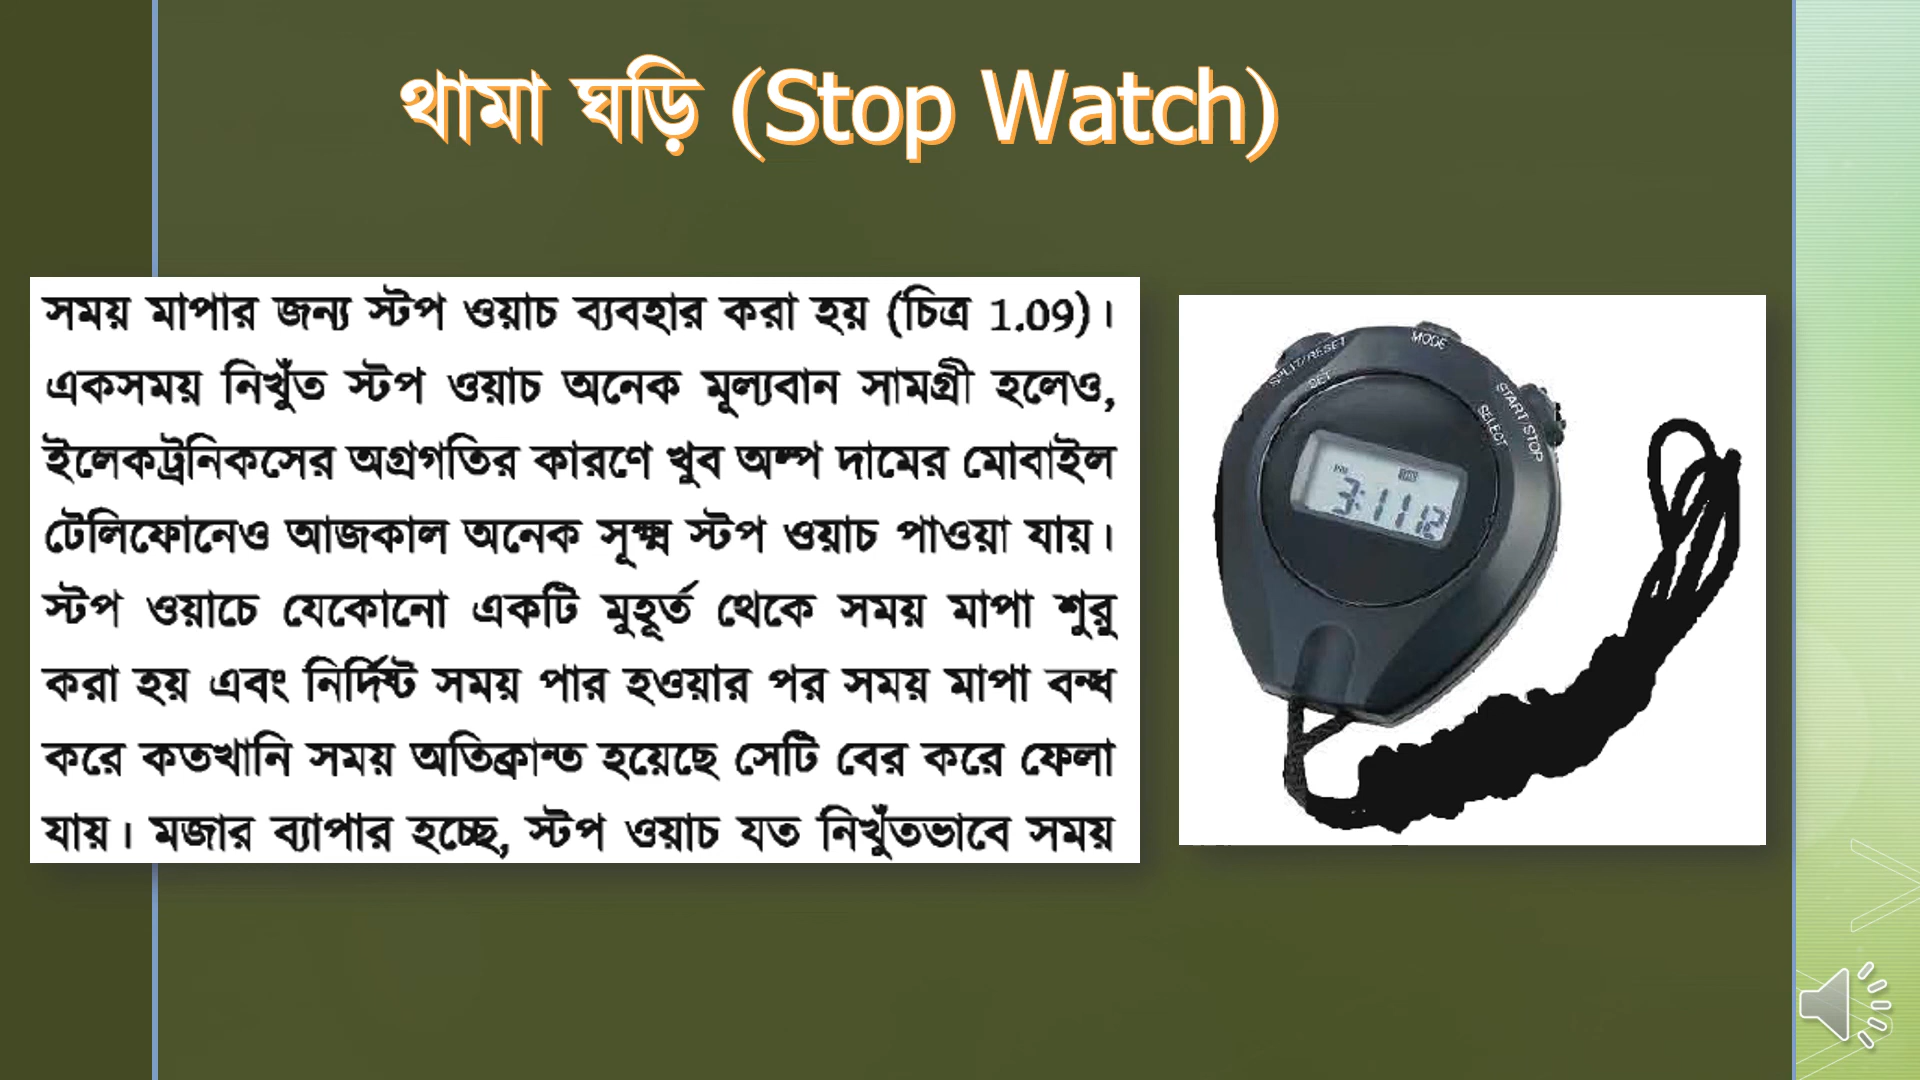 থামা ঘড়ি (Stop Watch)
সময় মাপার জন্য স্টপ ওয়াচ ব্যবহার করা হয় (চিত্র 1.09)।
একসময় নিখুঁত স্টপ ওয়াচ অনেক মূল্যবান সামগ্রী হলেও,
ইলেকট্রনিকসের অগ্রগতির কারণে খুব অল্প দামের মোবাইল
টেলিফোনেও আজকাল অনেক সূক্ষ্ম স্টপ ওয়াচ পাওয়া যায়।
স্টপ ওয়াচে যেকোনো একটি মুহূর্ত থেকে সময় মাপা শুরু
করা হয় এবং নির্দিষ্ট সময় পার হওয়ার পর সময় মাপা বন্ধ
করে কতখানি সময় অতিক্রান্ত হয়েছে সেটি বের করে ফেলা
যায়। মজার ব্যাপার হচ্ছে, স্টপ ওয়াচ যত নিখুঁতভাবে সময়
SPLIT/RESET
SET
MODE
START/STOP
SELECT
3:11 12